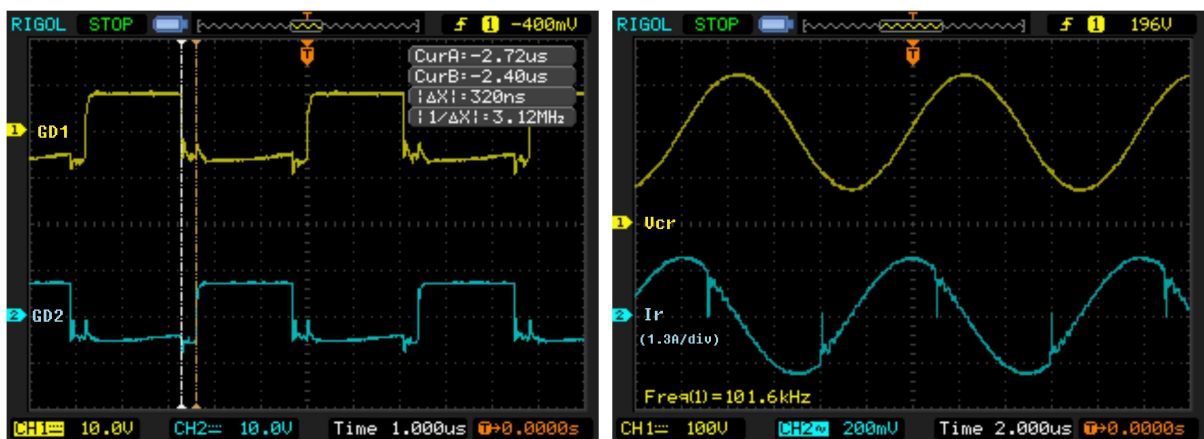 RIGOL STOP T 1 -400mV
T
CurA=-2.72us
CurB=-2.40us
|ΔX|=320ns
|1/ΔX|=3.12MHz
1 GD1
2 GD2
CH1 10.0V CH2 10.0V Time 1.000us T→0.0000s
RIGOL STOP T 1 196V
T
1 Vcr
2 Ir
(1.3A/div)
Freq(1)=101.6kHz
CH1 100V CH2 200mV Time 2.000us T→0.0000s